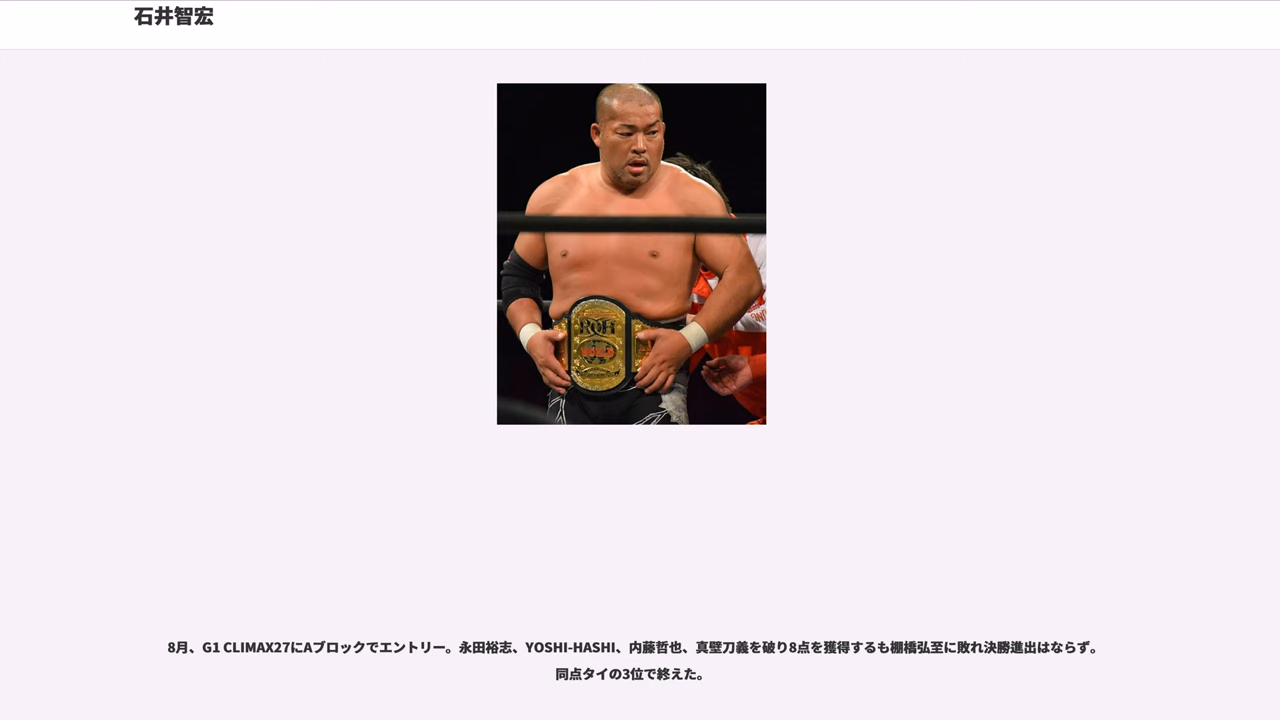 石井智宏
ROH
WORLD
8月、G1 CLIMAX27にAブロックでエントリー。永田裕志、YOSHI-HASHI、内藤哲也、真壁刀義を破り8点を獲得するも棚橋弘至に敗れ決勝進出はならず。
同点タイの3位で終えた。